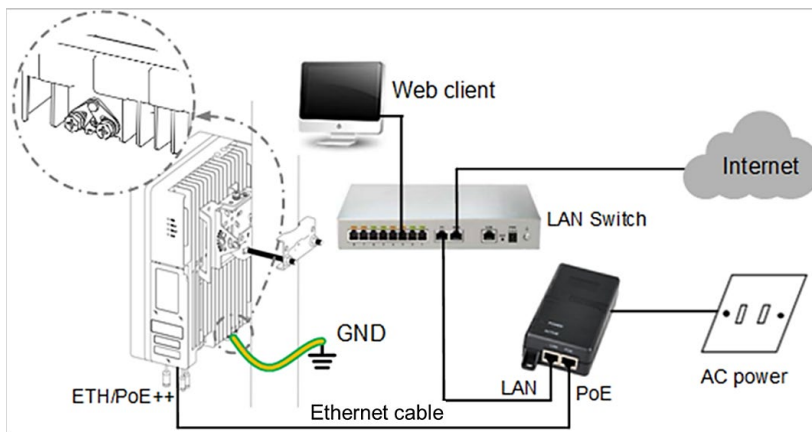 Web client
Internet
LAN Switch
GND
AC power
ETH/PoE++
LAN
PoE
Ethernet cable